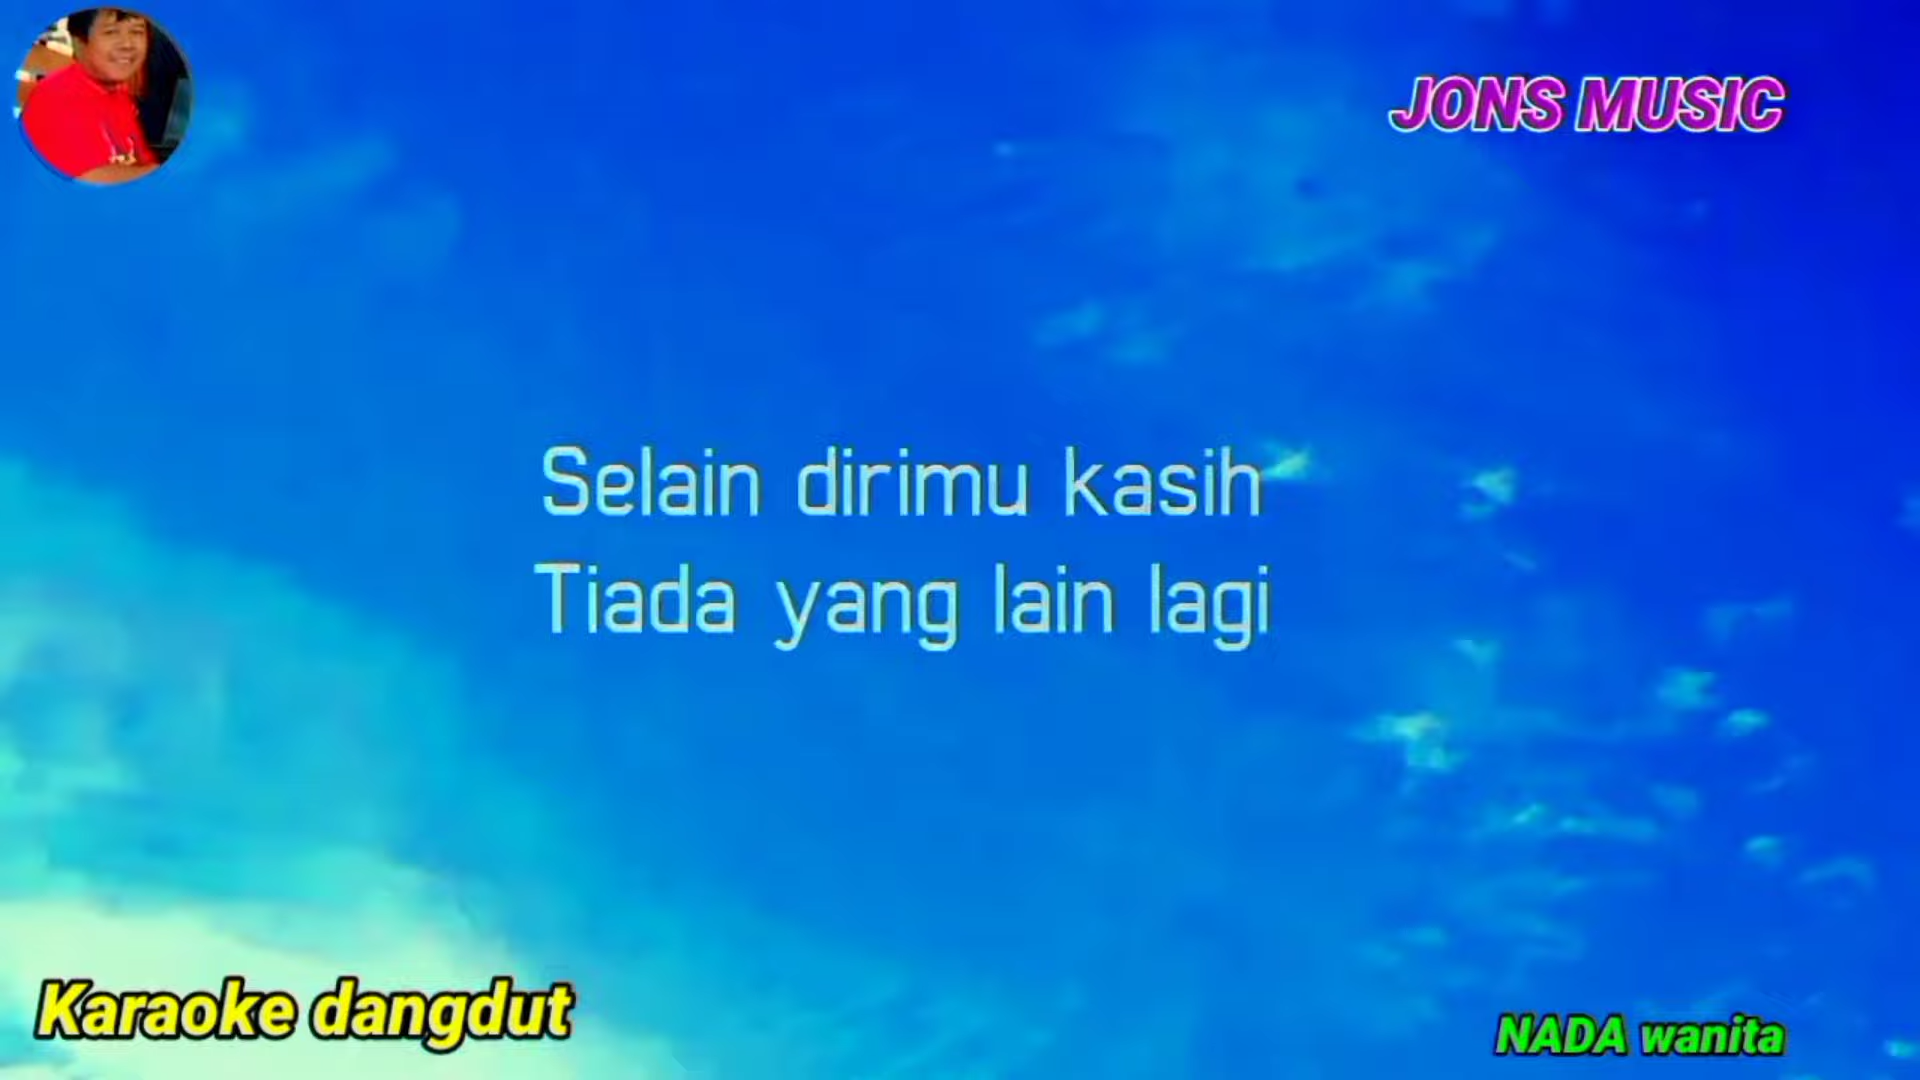 JONS MUSIC
Selain dirimu kasih
Tiada yang lain lagi
Karaoke dangdut
NADA wanita